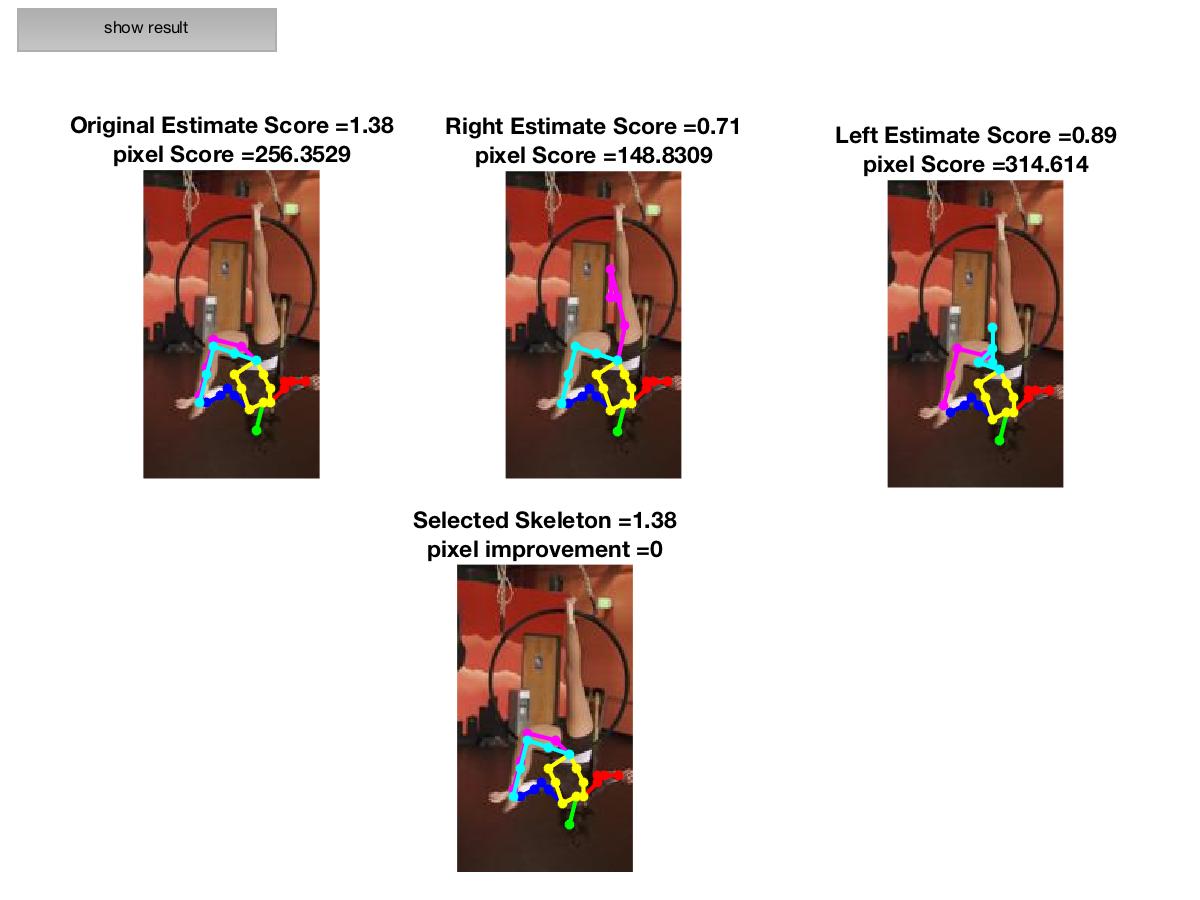 show result
Original Estimate Score =1.38
pixel Score =256.3529
Right Estimate Score =0.71
pixel Score =148.8309
Left Estimate Score =0.89
pixel Score =314.614
Selected Skeleton =1.38
pixel improvement =0